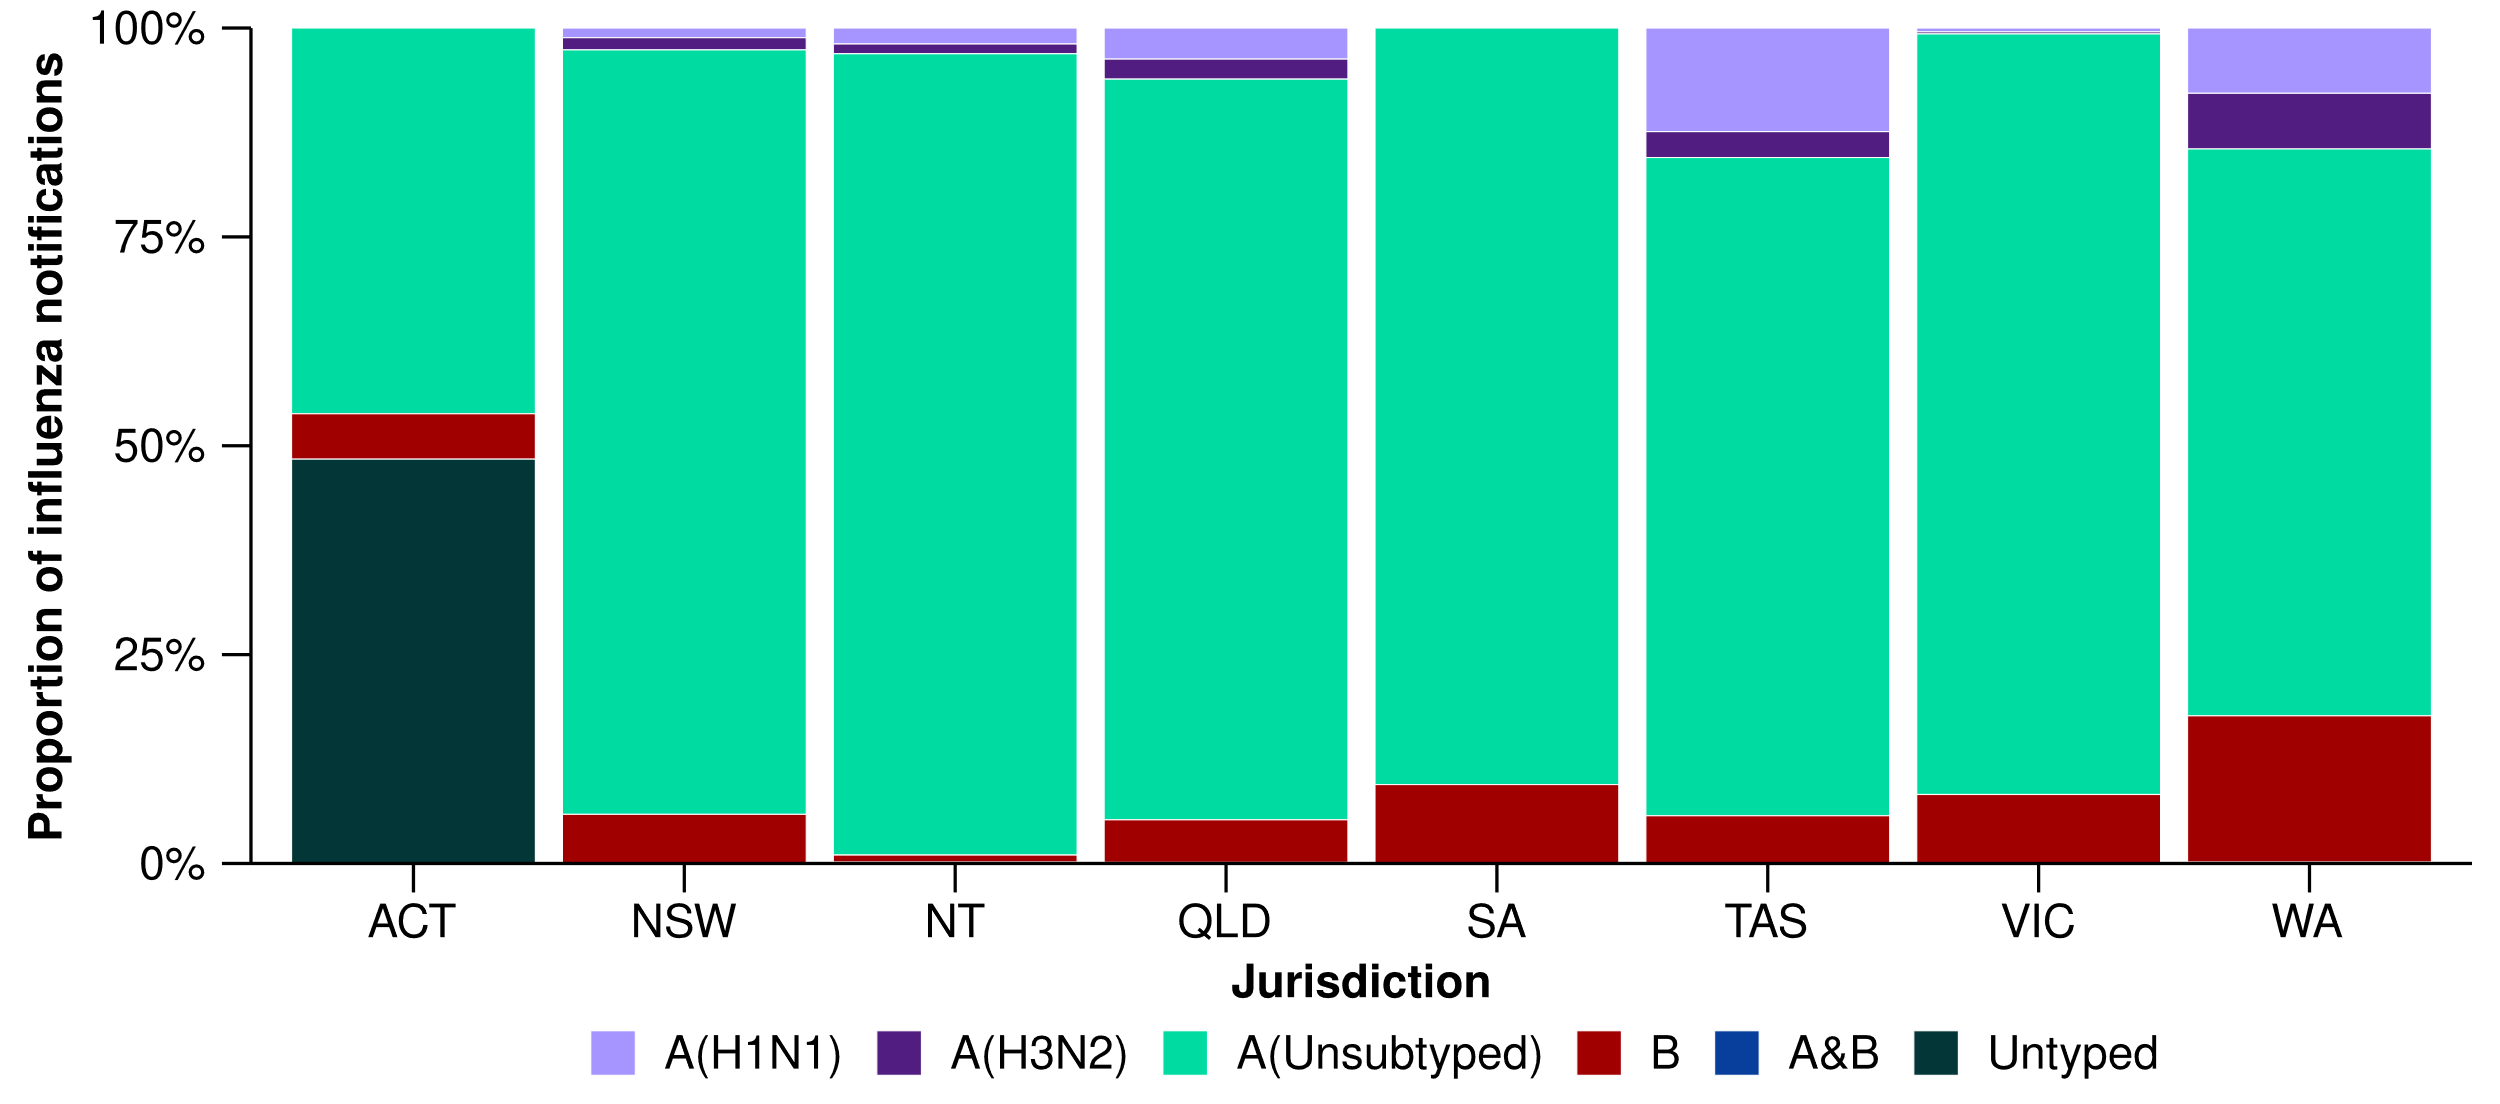 Proportion of influenza notifications
100%
75%
50%
25%
0%
ACT NSW NT QLD SA TAS VIC WA
Jurisdiction
A(H1N1) A(H3N2) A(Unsubtyped) B A&B Untyped